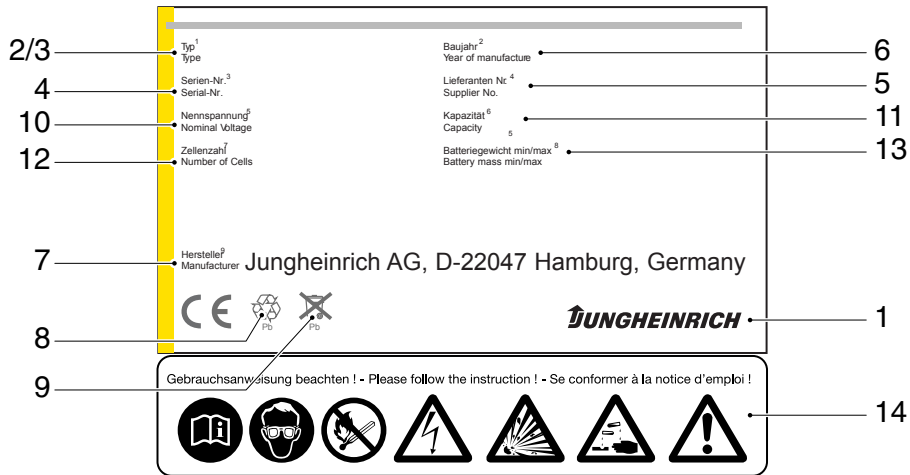 2/3
Typ1
Type
Baujahr2
Year of manufacture
6
4
Serien-Nr.3
Serial-Nr.
Lieferanten Nr.4
Supplier No.
5
10
Nennspannung5
Nominal Voltage
Kapazität6
Capacity
5
11
12
Zellenzahl7
Number of Cells
Batteriegewicht min/max8
Battery mass min/max
13
7
Hersteller9
Manufacturer Jungheinrich AG, D-22047 Hamburg, Germany
CE
Pb
Pb
JUNGHEINRICH
1
8
9
Gebrauchsanweisung beachten ! - Please follow the instruction ! - Se conformer à la notice d'emploi !
i
14